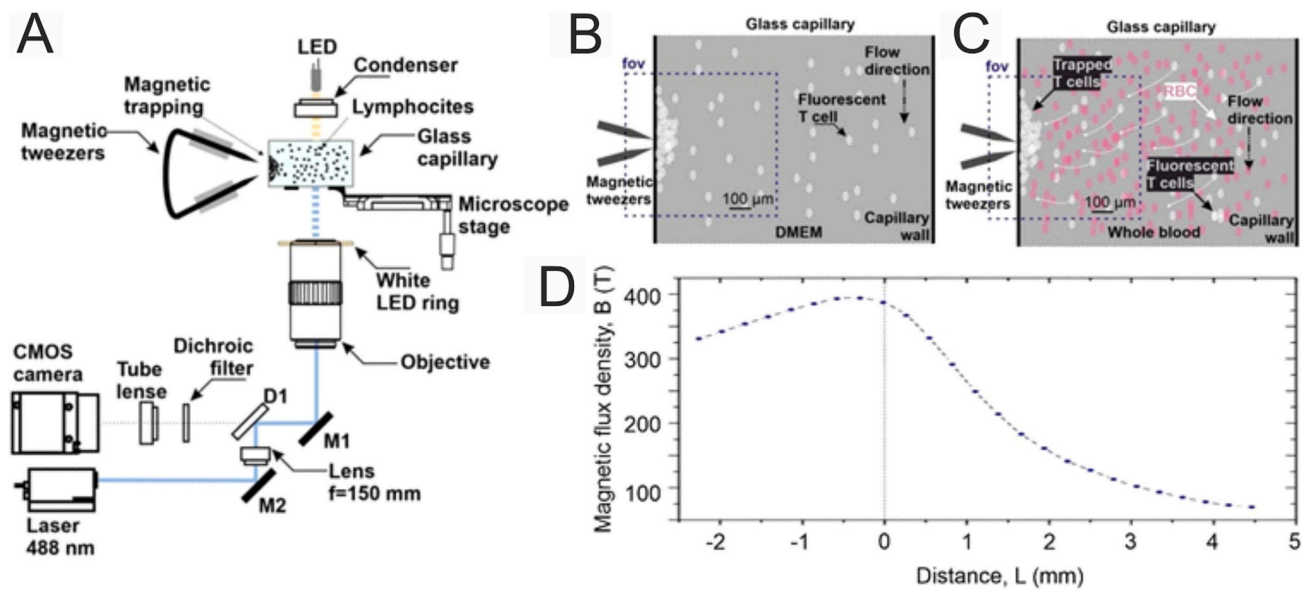 A
LED
Condenser
Magnetic
trapping
Lymphocites
Magnetic
tweezers
Glass
capillary
Microscope
stage
White
LED ring
Objective
CMOS
camera
Tube
lense
Dichroic
filter
D1
M1
Lens
f=150 mm
M2
Laser
488 nm
B
Glass capillary
fov
Flow
direction
Fluorescent
T cell
Magnetic
tweezers
100 µm
DMEM
Capillary
wall
C
Glass capillary
fov
Trapped
T cells
RBC
Flow
direction
Fluorescent
T cells
Magnetic
tweezers
100 µm
Whole blood
Capillary
wall
D
Magnetic flux density, B (T)
400
300
200
100
-2
-1
0
1
2
3
4
5
Distance, L (mm)